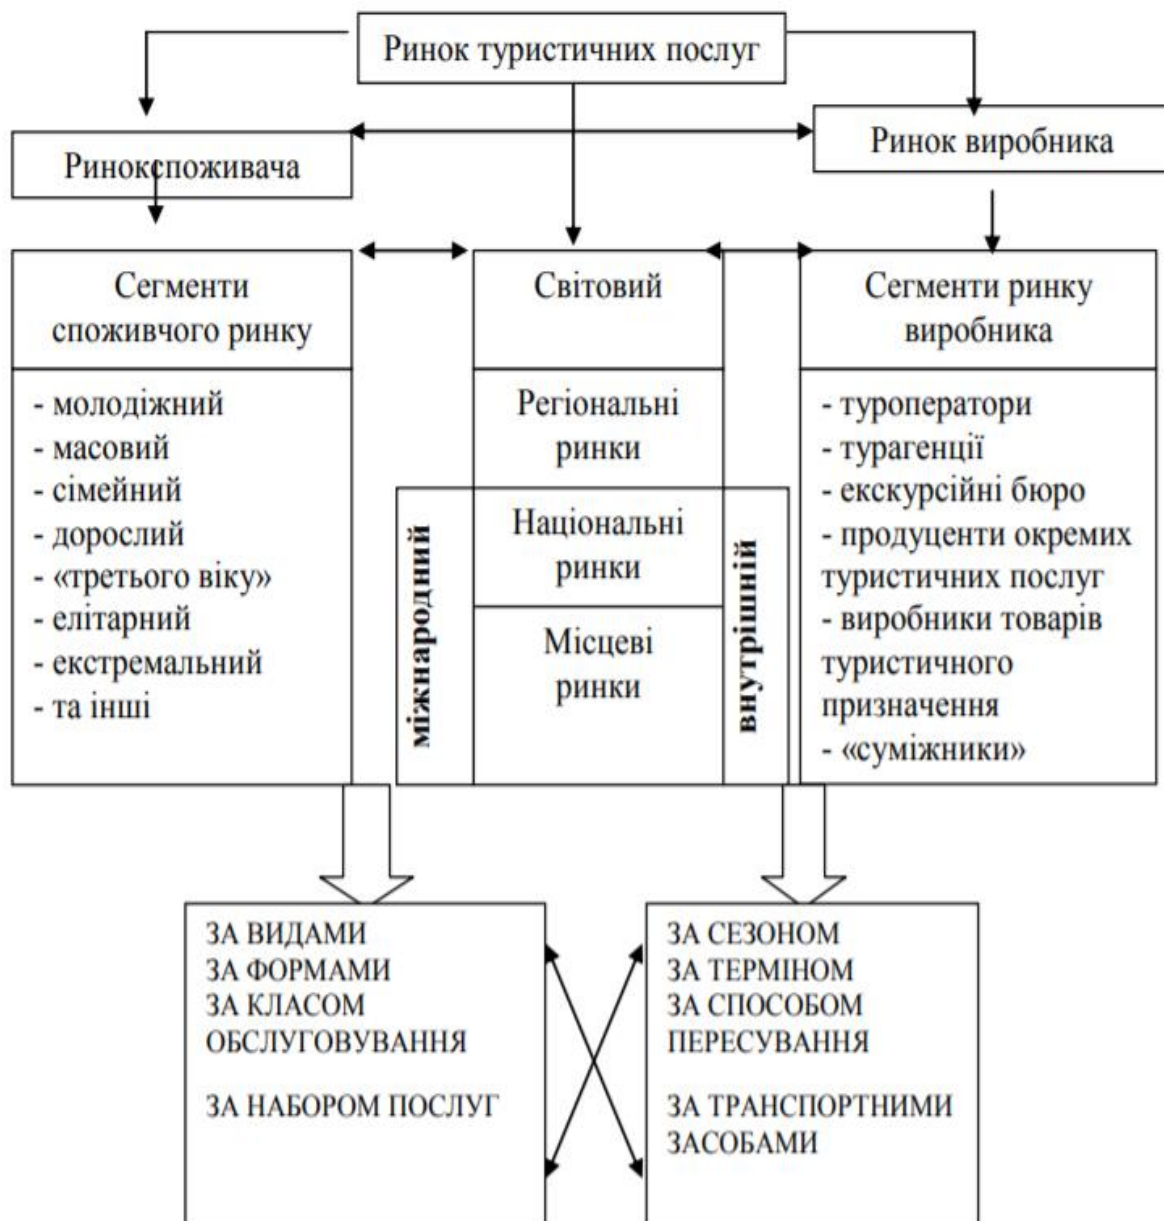 Ринок туристичних послуг
Ринокспоживача
Ринок виробника
Сегменти
споживчого ринку
- молодіжний
- масовий
- сімейний
- дорослий
- «третього віку»
- елітарний
- екстремальний
- та інші
міжнародний
Світовий
Регіональні
ринки
Національні
ринки
Місцеві
ринки
внутрішній
Сегменти ринку
виробника
- туроператори
- турагенції
- екскурсійні бюро
- продуценти окремих
туристичних послуг
- виробники товарів
туристичного
призначення
- «суміжники»
ЗА ВИДАМИ
ЗА ФОРМАМИ
ЗА КЛАСОМ
ОБСЛУГОВУВАННЯ
ЗА НАБОРОМ ПОСЛУГ
ЗА СЕЗОНОМ
ЗА ТЕРМІНОМ
ЗА СПОСОБОМ
ПЕРЕСУВАННЯ
ЗА ТРАНСПОРТНИМИ
ЗАСОБАМИ